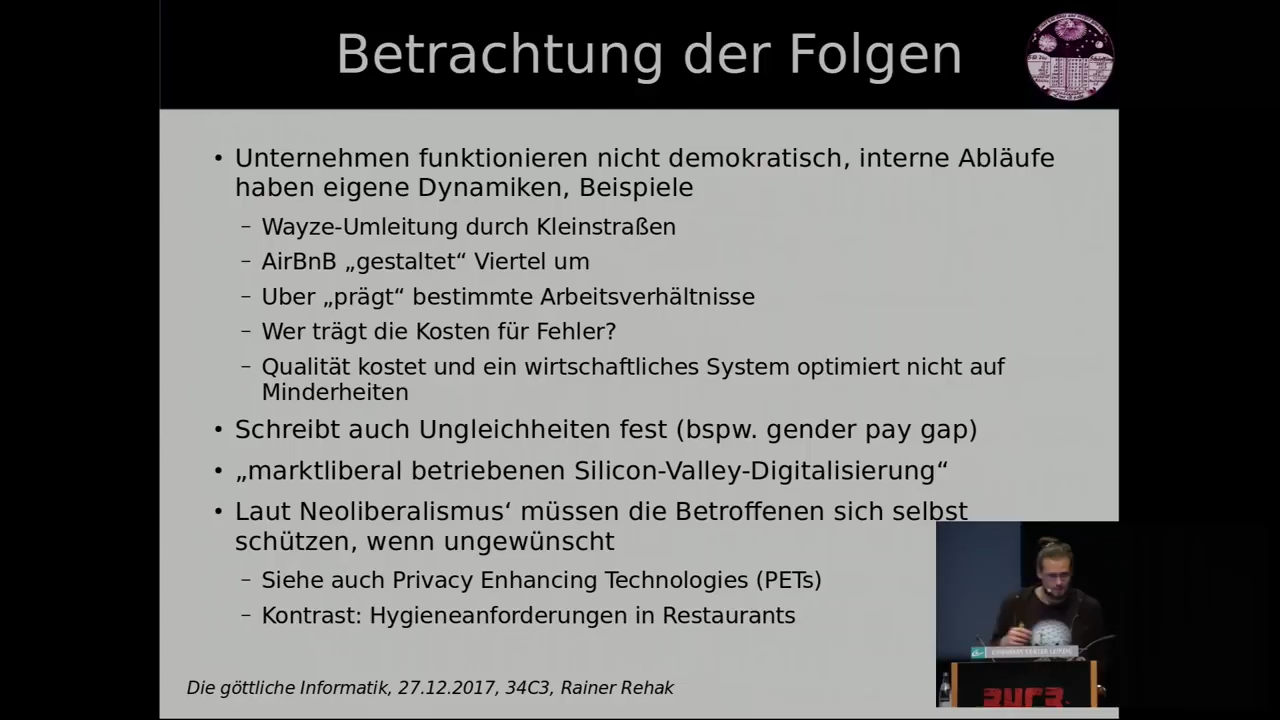 Betrachtung der Folgen
• Unternehmen funktionieren nicht demokratisch, interne Abläufe
haben eigene Dynamiken, Beispiele
– Wayze-Umleitung durch Kleinstraßen
– AirBnB „gestaltet“ Viertel um
– Uber „prägt“ bestimmte Arbeitsverhältnisse
– Wer trägt die Kosten für Fehler?
– Qualität kostet und ein wirtschaftliches System optimiert nicht auf
Minderheiten
• Schreibt auch Ungleichheiten fest (bspw. gender pay gap)
• „marktliberal betriebenen Silicon-Valley-Digitalisierung“
• Laut Neoliberalismus‘ müssen die Betroffenen sich selbst
schützen, wenn ungewünscht
– Siehe auch Privacy Enhancing Technologies (PETs)
– Kontrast: Hygieneanforderungen in Restaurants
Die göttliche Informatik, 27.12.2017, 34C3, Rainer Rehak